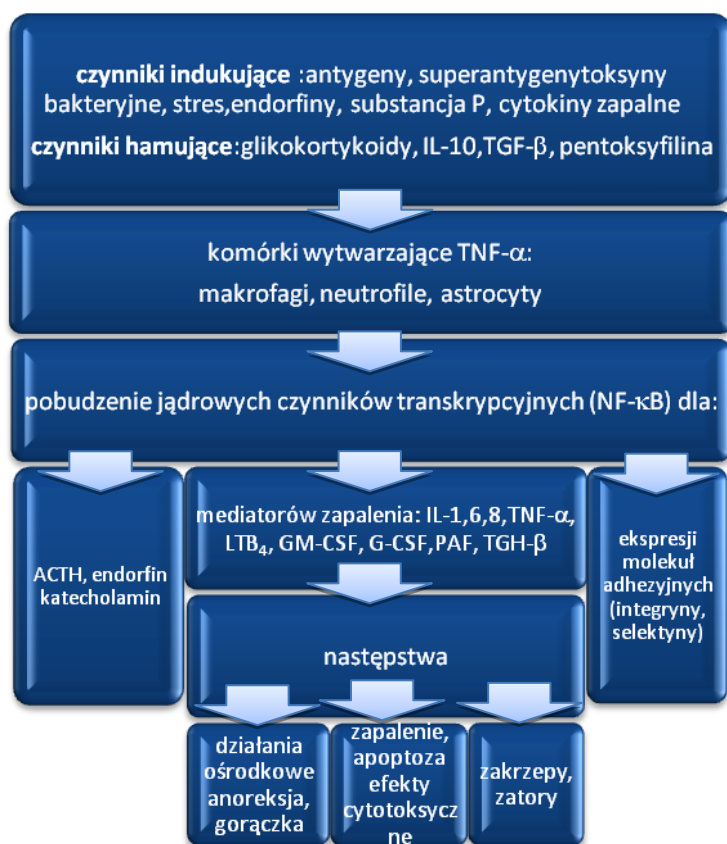 czynniki indukujące :antygeny, superantygenytoksyny
bakteryjne, stres,endorfiny, substancja P, cytokiny zapalne
czynniki hamujące:glikokortykoidy, IL-10,TGF-β, pentoksyfilina
komórki wytwarzające TNF-α:
makrofagi, neutrofile, astrocyty
pobudzenie jądrowych czynników transkrypcyjnych (NF-κB) dla:
ACTH, endorfin
katecholamin
mediatorów zapalenia: IL-1,6,8,TNF-α,
LTB₄, GM-CSF, G-CSF,PAF, TGH-β
ekspresji
molekuł
adhezyjnych
(integryny,
selektyny)
następstwa
działania
ośrodkowe
anoreksja,
gorączka
zapalenie,
apoptoza
efekty
cytotoksycz
ne
zakrzepy,
zatory